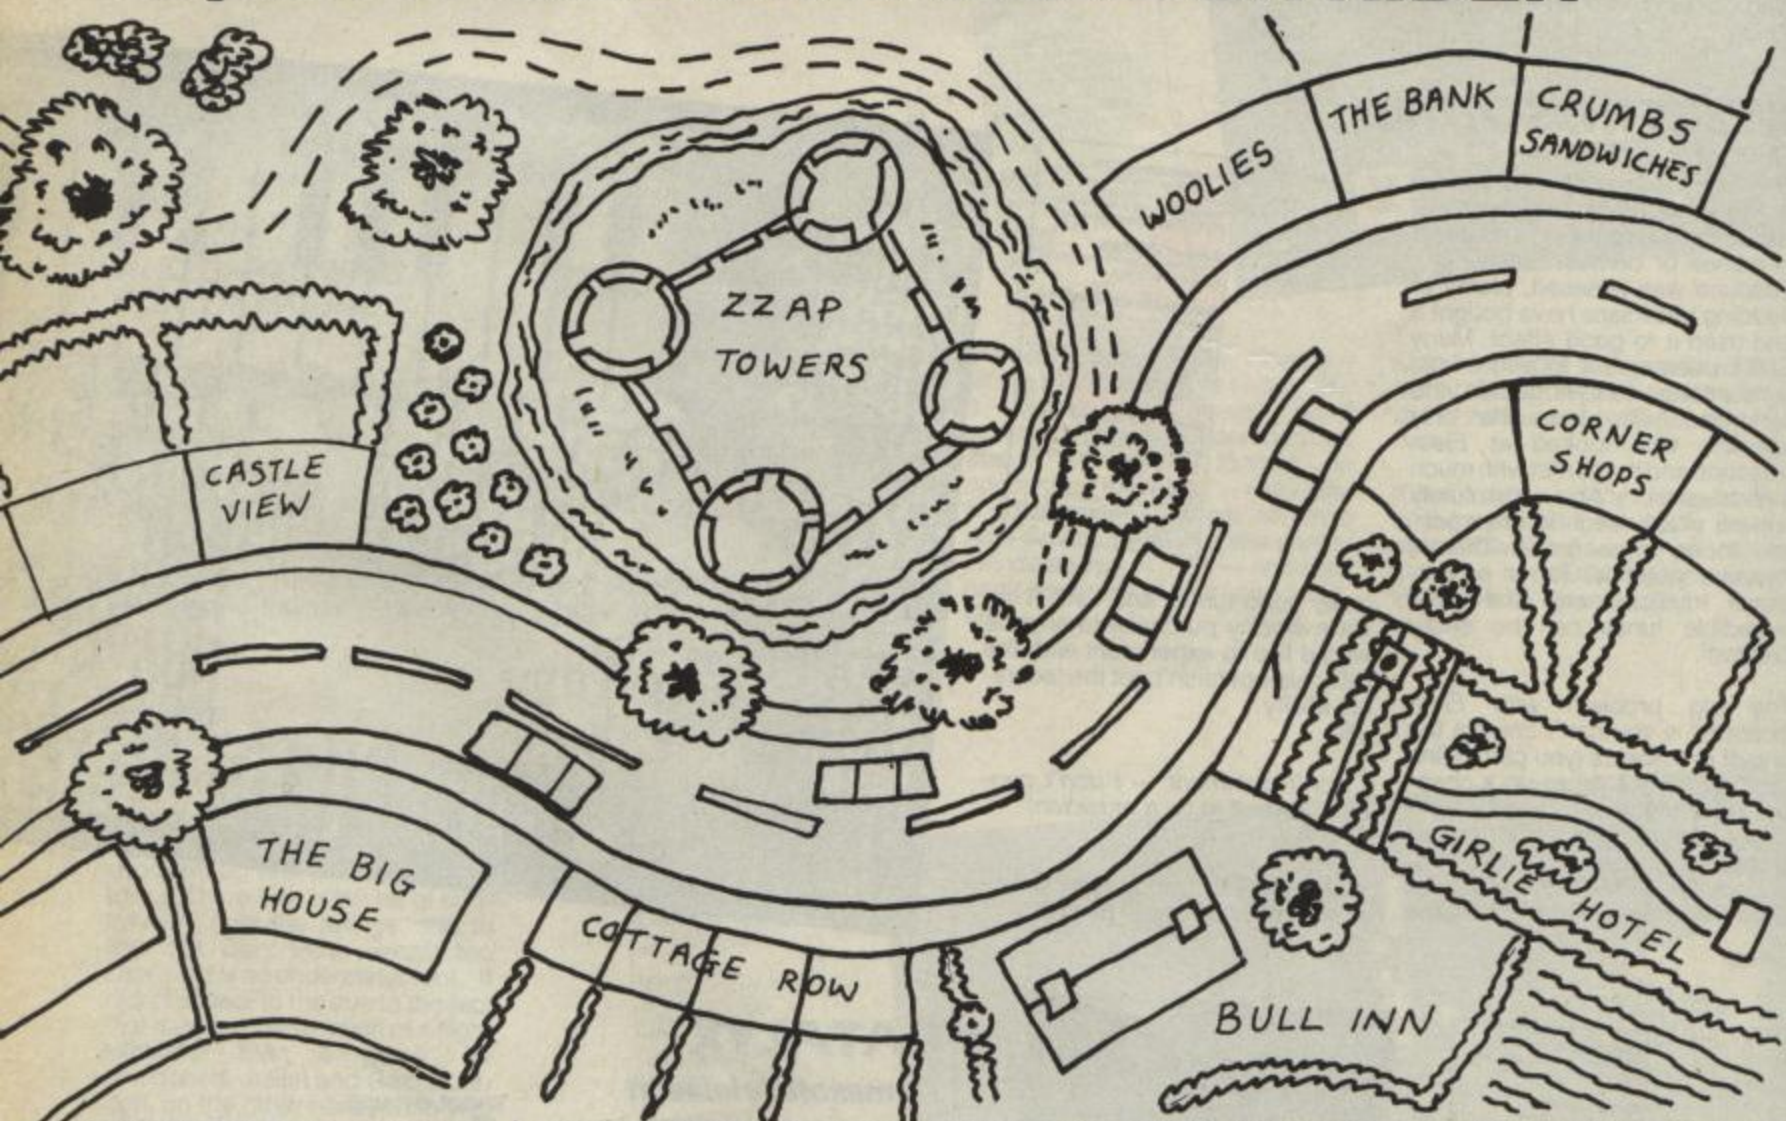 THE BANK
CRUMBS
SANDWICHES
WOOLIES
ZZAP
TOWERS
CORNER
SHOPS
CASTLE
VIEW
THE BIG
HOUSE
COTTAGE ROW
GIRLIE HOTEL
BULL INN